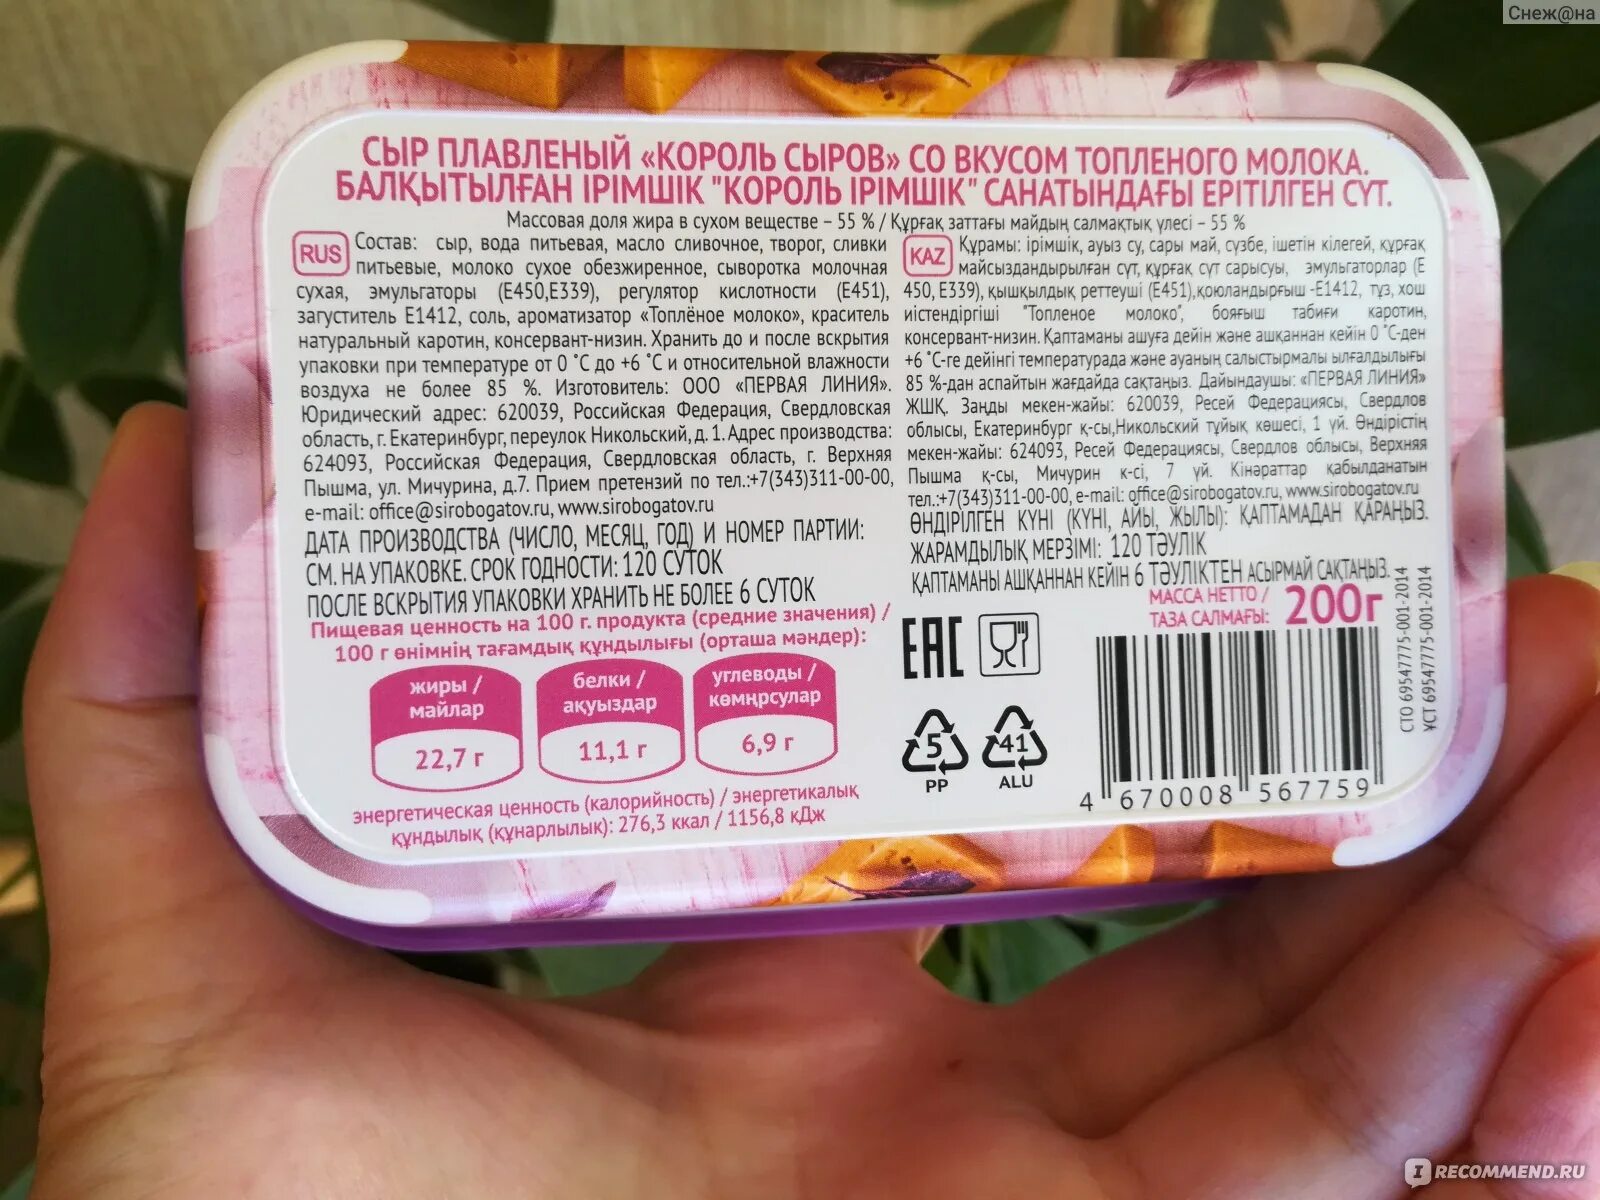 Снеж@на
СЫР ПЛАВЛЕНЫЙ «КОРОЛЬ СЫРОВ» СО ВКУСОМ ТОПЛЕНОГО МОЛОКА.
БАЛҚЫТЫЛҒАН ІРІМШІК "КОРОЛЬ ІРІМШІК" САНАТЫНДАҒЫ ЕРІТІЛГЕН СҮТ.
Массовая доля жира в сухом веществе – 55 % / Құрғақ заттағы майдың салмақтық үлесі – 55 %
RUS
Состав: сыр, вода питьевая, масло сливочное, творог, сливки
питьевые, молоко сухое обезжиренное, сыворотка молочная
сухая, эмульгаторы (Е450,Е339), регулятор кислотности (Е451),
загуститель Е1412, соль, ароматизатор «Топлёное молоко», краситель
натуральный каротин, консервант-низин. Хранить до и после вскрытия
упаковки при температуре от 0 ˚С до +6 ˚С и относительной влажности
воздуха не более 85 %. Изготовитель: ООО «ПЕРВАЯ ЛИНИЯ».
Юридический адрес: 620039, Российская Федерация, Свердловская
область, г. Екатеринбург, переулок Никольский, д.1. Адрес производства:
624093, Российская Федерация, Свердловская область, г. Верхняя
Пышма, ул. Мичурина, д.7. Прием претензий по тел.:+7(343)311-00-00,
e-mail: office@sirobogatov.ru, www.sirobogatov.ru
ДАТА ПРОИЗВОДСТВА (ЧИСЛО, МЕСЯЦ, ГОД) И НОМЕР ПАРТИИ:
СМ. НА УПАКОВКЕ. СРОК ГОДНОСТИ: 120 СУТОК
ПОСЛЕ ВСКРЫТИЯ УПАКОВКИ ХРАНИТЬ НЕ БОЛЕЕ 6 СУТОК
KAZ
Құрамы: ірімшік, ауыз су, сары май, сүзбе, ішетін кілегей, құрғақ
майсыздандырылған сүт, құрғақ сүт сарысуы, эмульгаторлар (Е
450, Е339), қышқылдық реттеуші (Е451),қоюландырғыш -Е1412, тұз, хош
иістендіргіші "Топленое молоко", бояғыш табиғи каротин,
консервант-низин. Қаптаманы ашуға дейін және ашқаннан кейін 0 ˚С-ден
+6 ˚С-ге дейінгі температурада және ауаның салыстырмалы ылғалдылығы
85 %-дан аспайтын жағдайда сақтаңыз. Дайындаушы: «ПЕРВАЯ ЛИНИЯ»
ЖШҚ. Заңды мекен-жайы: 620039, Ресей Федерациясы, Свердлов
облысы, Екатеринбург қ-сы,Никольский тұйық көшесі, 1 үй. Өндірістің
мекен-жайы: 624093, Ресей Федерациясы, Свердлов облысы, Верхняя
Пышма қ-сы, Мичурин к-сі, 7 үй. Кінәраттар қабылданатын
тел.:+7(343)311-00-00, e-mail: office@sirobogatov.ru, www.sirobogatov.ru
ӨНДІРІЛГЕН КҮНІ (КҮНІ, АЙЫ, ЖЫЛЫ): ҚАПТАМАДАН ҚАРАҢЫЗ.
ЖАРАМДЫЛЫҚ МЕРЗІМІ: 120 ТӘУЛІК
ҚАПТАМАНЫ АШҚАННАН КЕЙІН 6 ТӘУЛІКТЕН АСЫРМАЙ САҚТАҢЫЗ.
Пищевая ценность на 100 г. продукта (средние значения) /
100 г өнімнің тағамдық құндылығы (орташа мәндер):
жиры /
майлар
22,7 г
белки /
ақуыздар
11,1 г
углеводы /
көмңрсулар
6,9 г
энергетическая ценность (калорийность) / энергетикалық
құндылық (құнарлылық): 276,3 ккал / 1156,8 кДж
EAC
5
PP
41
ALU
МАССА НЕТТО /
ТАЗА САЛМАҒЫ:
200г
4 670008 567759
СТО 69547775-001-2014
ҰСТ 69547775-001-2014
I RECOMMEND.RU